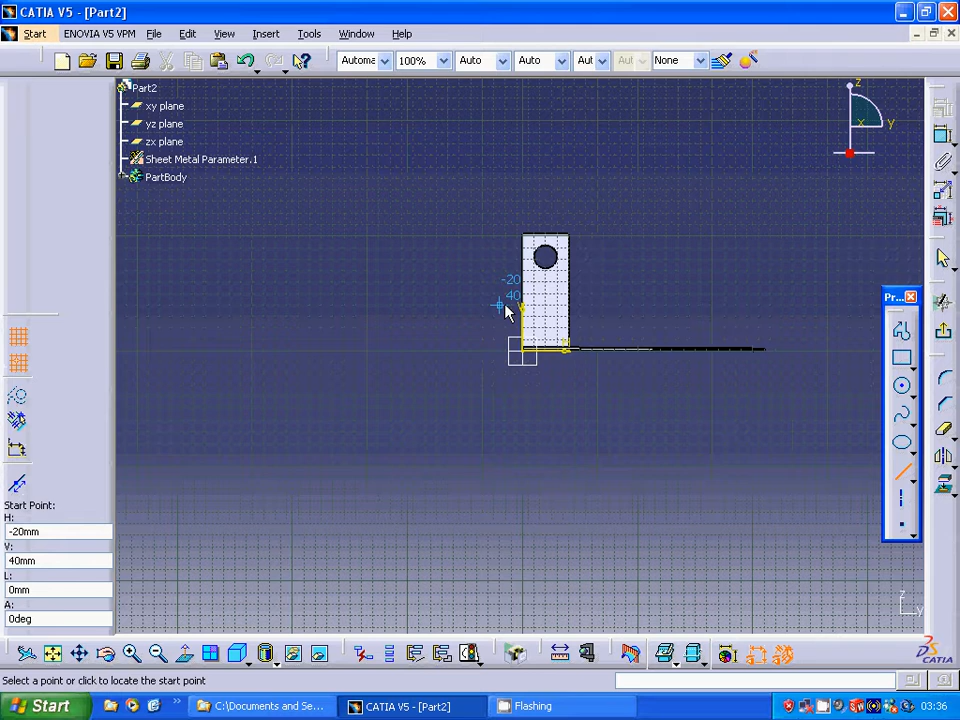 CATIA V5 - [Part2]
Start ENOVIA V5 VPM File Edit View Insert Tools Window Help
Automa 100% Auto Auto Aut Aut None
Part2
xy plane
yz plane
zx plane
Sheet Metal Parameter.1
PartBody
z
x y
-20
40
Pr...
Start Point:
H:
-20mm
V:
40mm
L:
0mm
A:
0deg
z
y
CATIA
Select a point or click to locate the start point
Start C:\Documents and Se... CATIA V5 - [Part2] Flashing 03:36